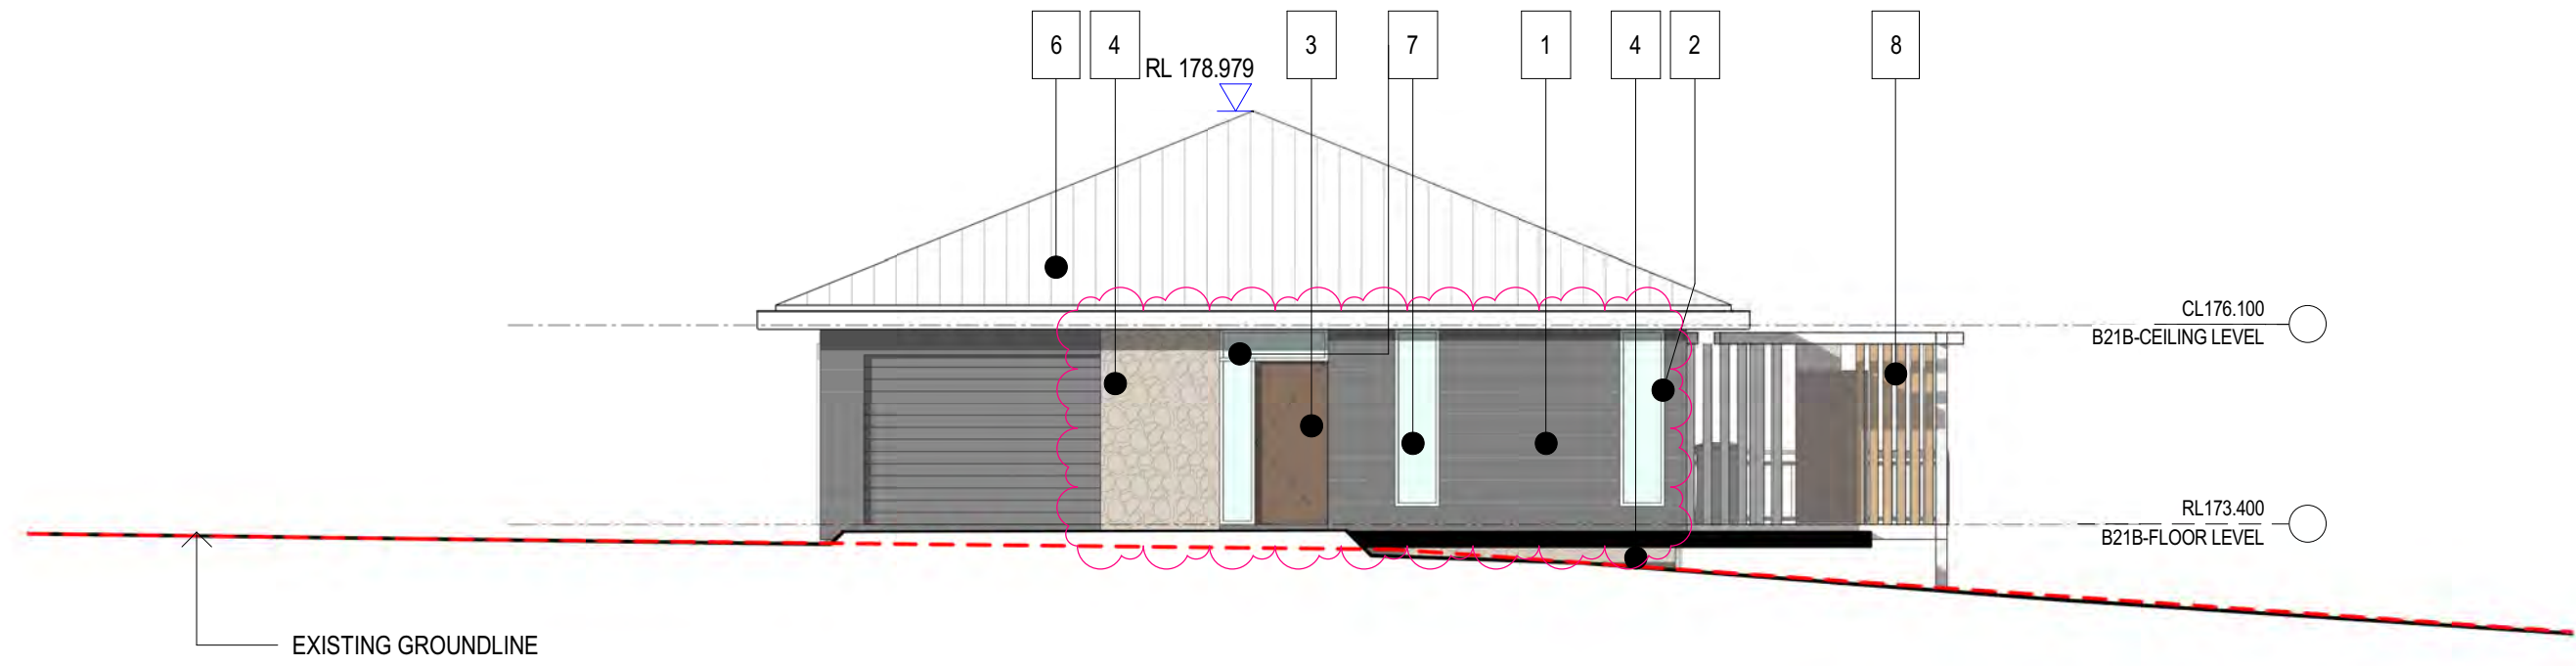 6 4 3 7 1 4 2 8
RL 178.979
CL176.100
B21B-CEILING LEVEL
RL173.400
B21B-FLOOR LEVEL
EXISTING GROUNDLINE